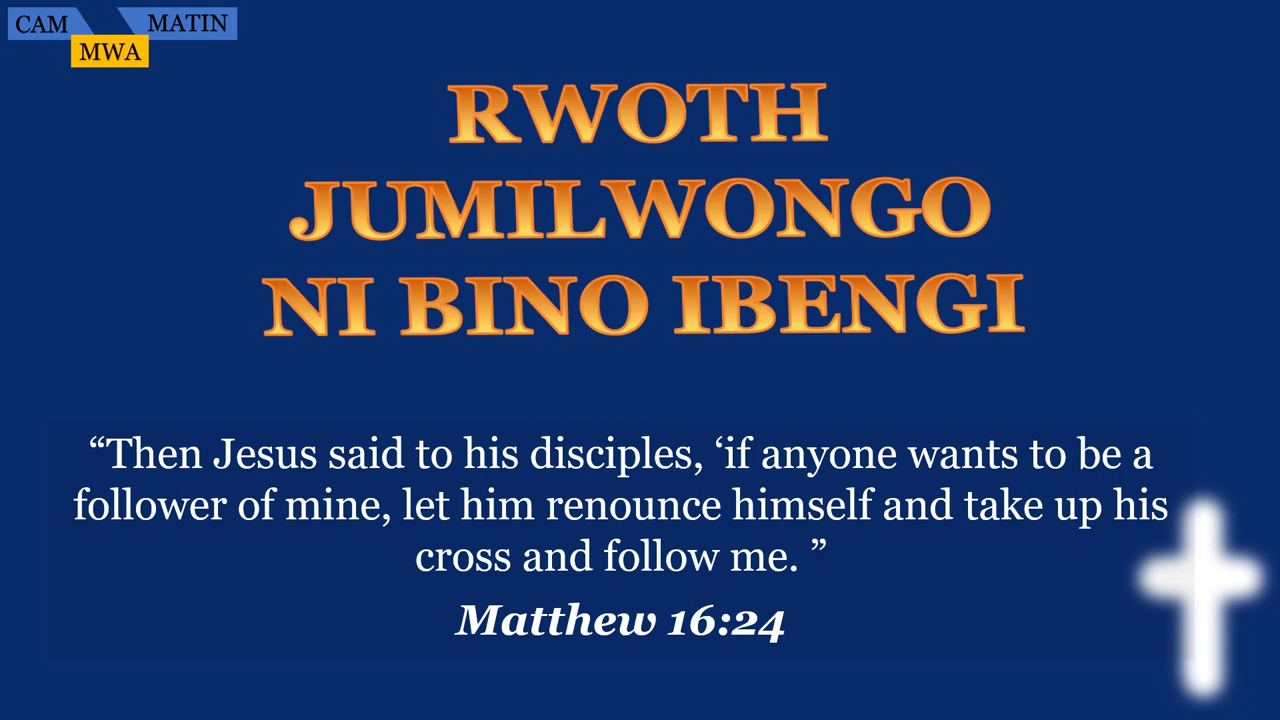 CAM MATIN
MWA
RWOTH
JUMILWONGO
NI BINO IBENGI
“Then Jesus said to his disciples, ‘if anyone wants to be a
follower of mine, let him renounce himself and take up his
cross and follow me. ”
Matthew 16:24